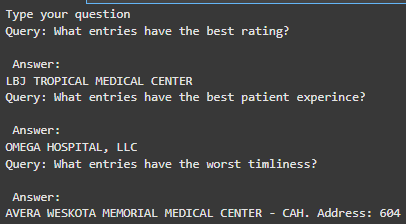 Type your question
Query: What entries have the best rating?
Answer:
LBJ TROPICAL MEDICAL CENTER
Query: What entries have the best patient experince?
Answer:
OMEGA HOSPITAL, LLC
Query: What entries have the worst timliness?
Answer:
AVERA WESKOTA MEMORIAL MEDICAL CENTER - CAH. Address: 604